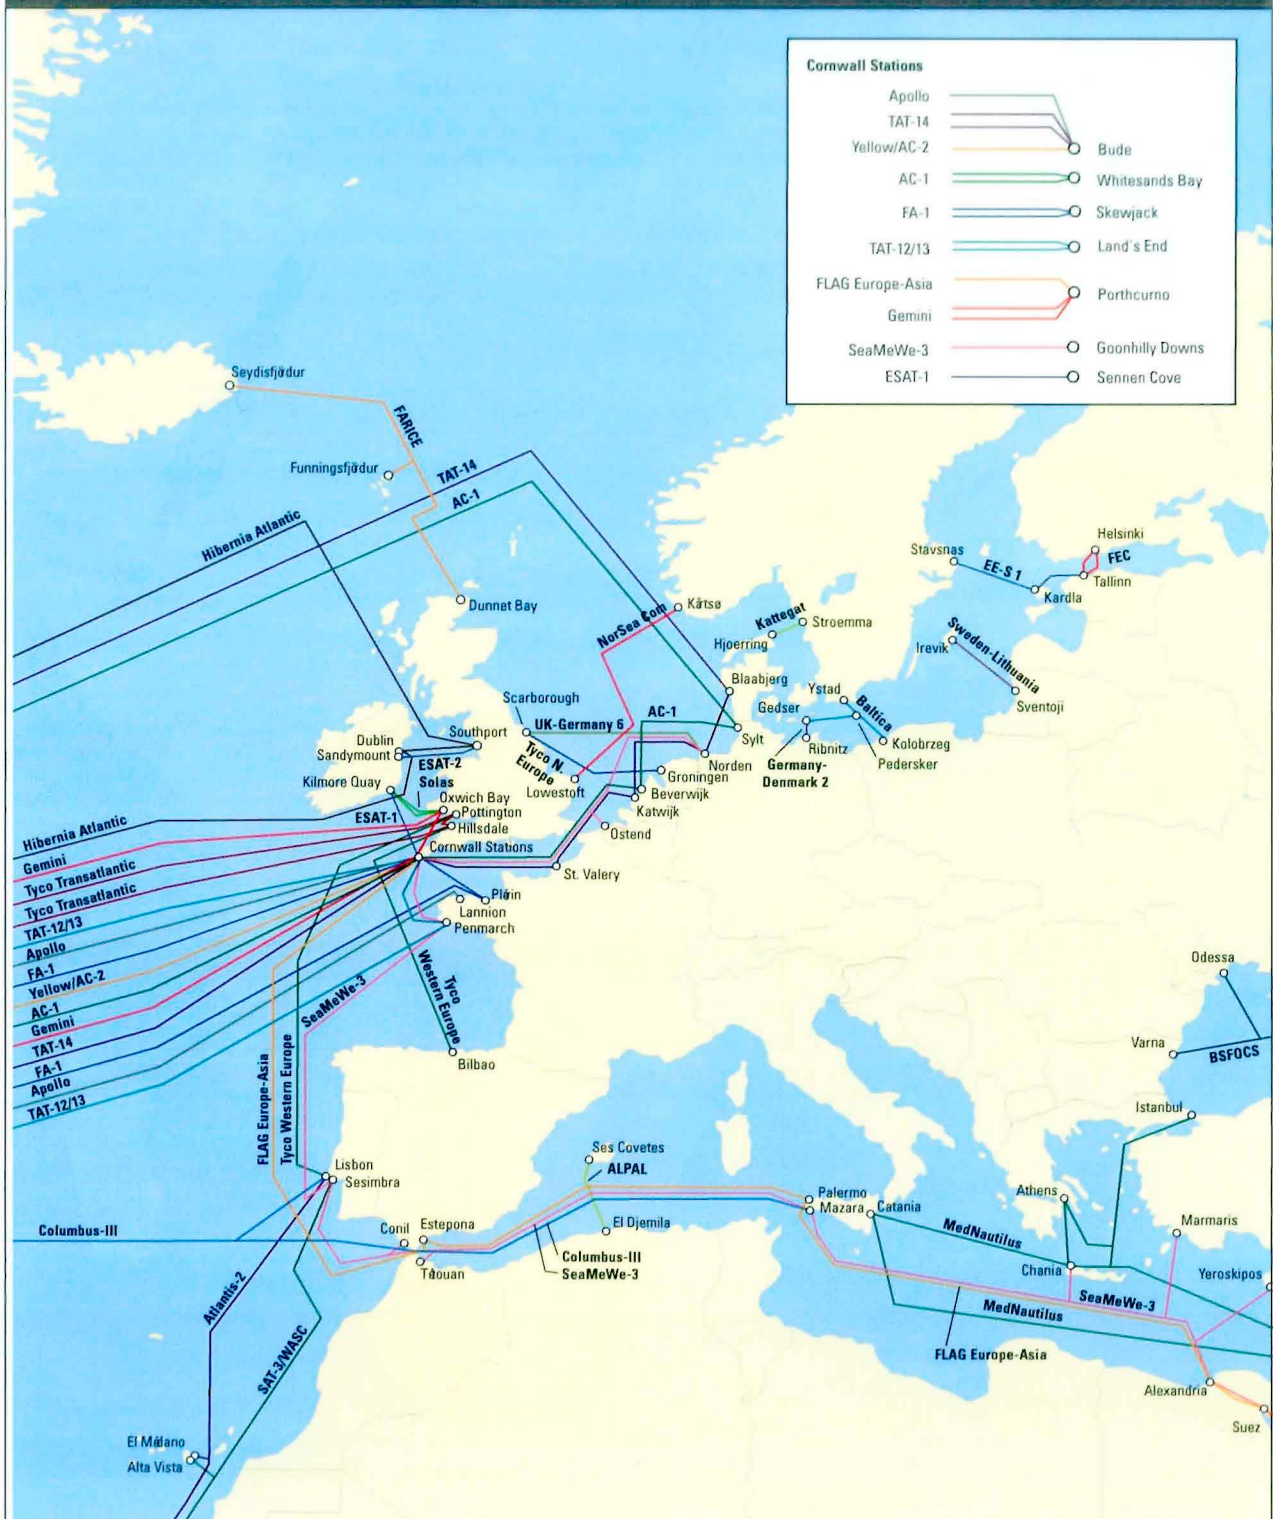 Cornwall Stations
Apollo
TAT-14
Yellow/AC-2
Bude
AC-1
Whitesands Bay
FA-1
Skewjack
TAT-12/13
Land's End
FLAG Europe-Asia
Porthcurno
Gemini
SeaMeWe-3
Goonhilly Downs
ESAT-1
Sennen Cove
Seydisfjördur
FARICE
Funningsfjördur
TAT-14
AC-1
Hibernia Atlantic
Dunnet Bay
Stavsnas
EE-S 1
Helsinki
FEC
Tallinn
Kardla
NorSea Com
Kårtsø
Kattegat
Stroemma
Hjoerring
Irevik
Sweden-Lithuania
Sventoji
Blaabjerg
Ystad
Gedser
Baltica
Scarborough
UK-Germany 6
AC-1
Sylt
Kolobrzeg
Ribnitz
Pedersker
Germany-
Denmark 2
Dublin
Sandymount
Southport
ESAT-2
Solas
Tyco N.
Europe
Norden
Groningen
Lowestoft
Beverwijk
Katwijk
Kilmore Quay
Oxwich Bay
ESAT-1
Pottington
Hillsdale
Ostend
Cornwall Stations
St. Valery
Hibernia Atlantic
Gemini
Tyco Transatlantic
Tyco Transatlantic
TAT-12/13
Apollo
FA-1
Yellow/AC-2
AC-1
Gemini
TAT-14
FA-1
Apollo
TAT-12/13
Plérin
Lannion
Penmarch
SeaMeWe-3
Tyco
Western Europe
Bilbao
FLAG Europe-Asia
Tyco Western Europe
Odessa
Varna
BSFOCS
Istanbul
Lisbon
Sesimbra
Ses Covetes
ALPAL
El Djemila
Palermo
Mazara
Catania
Athens
Marmaris
Columbus-III
Conil
Estepona
Tétouan
Columbus-III
SeaMeWe-3
MedNautilus
Chania
Yeroskipos
SeaMeWe-3
MedNautilus
FLAG Europe-Asia
Atlantis-2
SAT-3/WASC
Alexandria
Suez
El Médano
Alta Vista